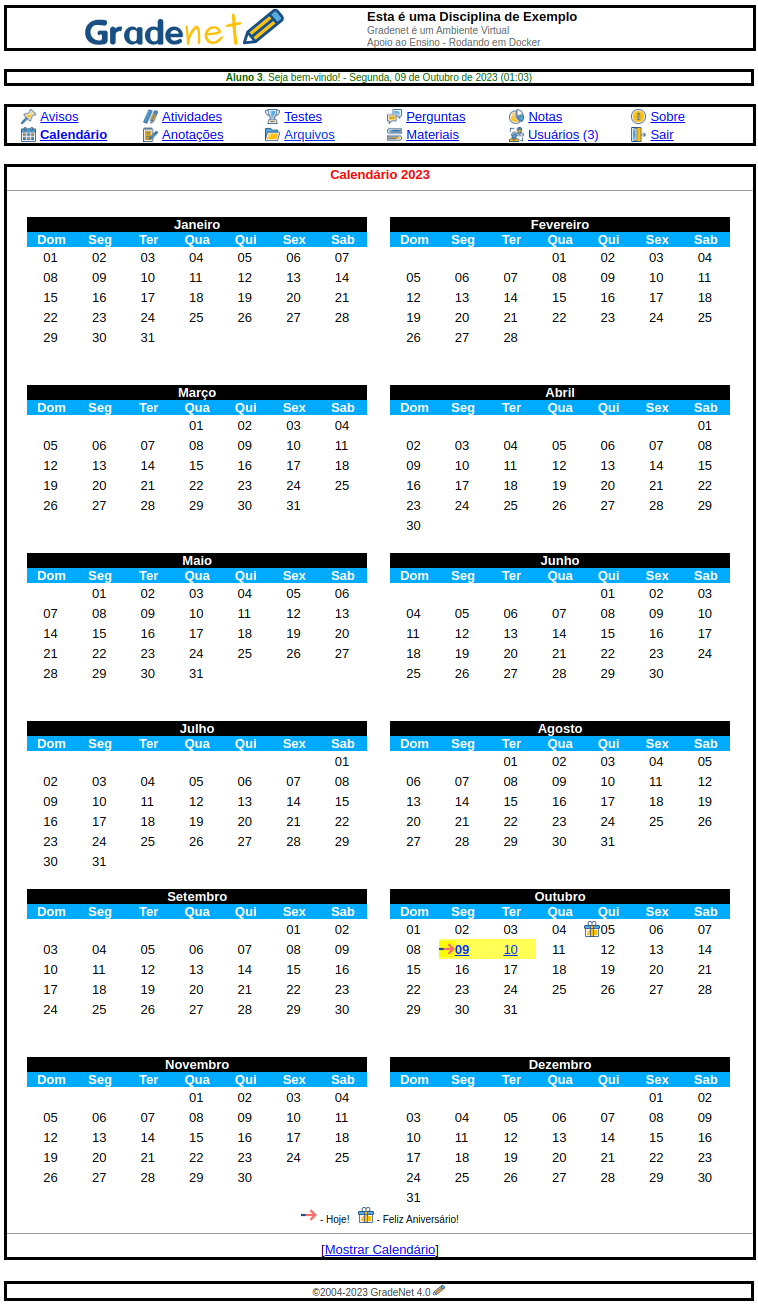 Gradenet
Esta é uma Disciplina de Exemplo
Gradenet é um Ambiente Virtual
Apoio ao Ensino - Rodando em Docker
Aluno 3. Seja bem-vindo! - Segunda, 09 de Outubro de 2023 (01:03)
Avisos Atividades Testes Perguntas Notas Sobre
Calendário Anotações Arquivos Materiais Usuários (3) Sair
Calendário 2023
Janeiro
Dom Seg Ter Qua Qui Sex Sab
01 02 03 04 05 06 07
08 09 10 11 12 13 14
15 16 17 18 19 20 21
22 23 24 25 26 27 28
29 30 31
Fevereiro
Dom Seg Ter Qua Qui Sex Sab
01 02 03 04
05 06 07 08 09 10 11
12 13 14 15 16 17 18
19 20 21 22 23 24 25
26 27 28
Março
Dom Seg Ter Qua Qui Sex Sab
01 02 03 04
05 06 07 08 09 10 11
12 13 14 15 16 17 18
19 20 21 22 23 24 25
26 27 28 29 30 31
Abril
Dom Seg Ter Qua Qui Sex Sab
01
02 03 04 05 06 07 08
09 10 11 12 13 14 15
16 17 18 19 20 21 22
23 24 25 26 27 28 29
30
Maio
Dom Seg Ter Qua Qui Sex Sab
01 02 03 04 05 06
07 08 09 10 11 12 13
14 15 16 17 18 19 20
21 22 23 24 25 26 27
28 29 30 31
Junho
Dom Seg Ter Qua Qui Sex Sab
01 02 03
04 05 06 07 08 09 10
11 12 13 14 15 16 17
18 19 20 21 22 23 24
25 26 27 28 29 30
Julho
Dom Seg Ter Qua Qui Sex Sab
01
02 03 04 05 06 07 08
09 10 11 12 13 14 15
16 17 18 19 20 21 22
23 24 25 26 27 28 29
30 31
Agosto
Dom Seg Ter Qua Qui Sex Sab
01 02 03 04 05
06 07 08 09 10 11 12
13 14 15 16 17 18 19
20 21 22 23 24 25 26
27 28 29 30 31
Setembro
Dom Seg Ter Qua Qui Sex Sab
01 02
03 04 05 06 07 08 09
10 11 12 13 14 15 16
17 18 19 20 21 22 23
24 25 26 27 28 29 30
Outubro
Dom Seg Ter Qua Qui Sex Sab
01 02 03 04 05 06 07
08 09 10 11 12 13 14
15 16 17 18 19 20 21
22 23 24 25 26 27 28
29 30 31
Novembro
Dom Seg Ter Qua Qui Sex Sab
01 02 03 04
05 06 07 08 09 10 11
12 13 14 15 16 17 18
19 20 21 22 23 24 25
26 27 28 29 30
Dezembro
Dom Seg Ter Qua Qui Sex Sab
01 02
03 04 05 06 07 08 09
10 11 12 13 14 15 16
17 18 19 20 21 22 23
24 25 26 27 28 29 30
31
- Hoje! - Feliz Aniversário!
[Mostrar Calendário]
©2004-2023 GradeNet 4.0